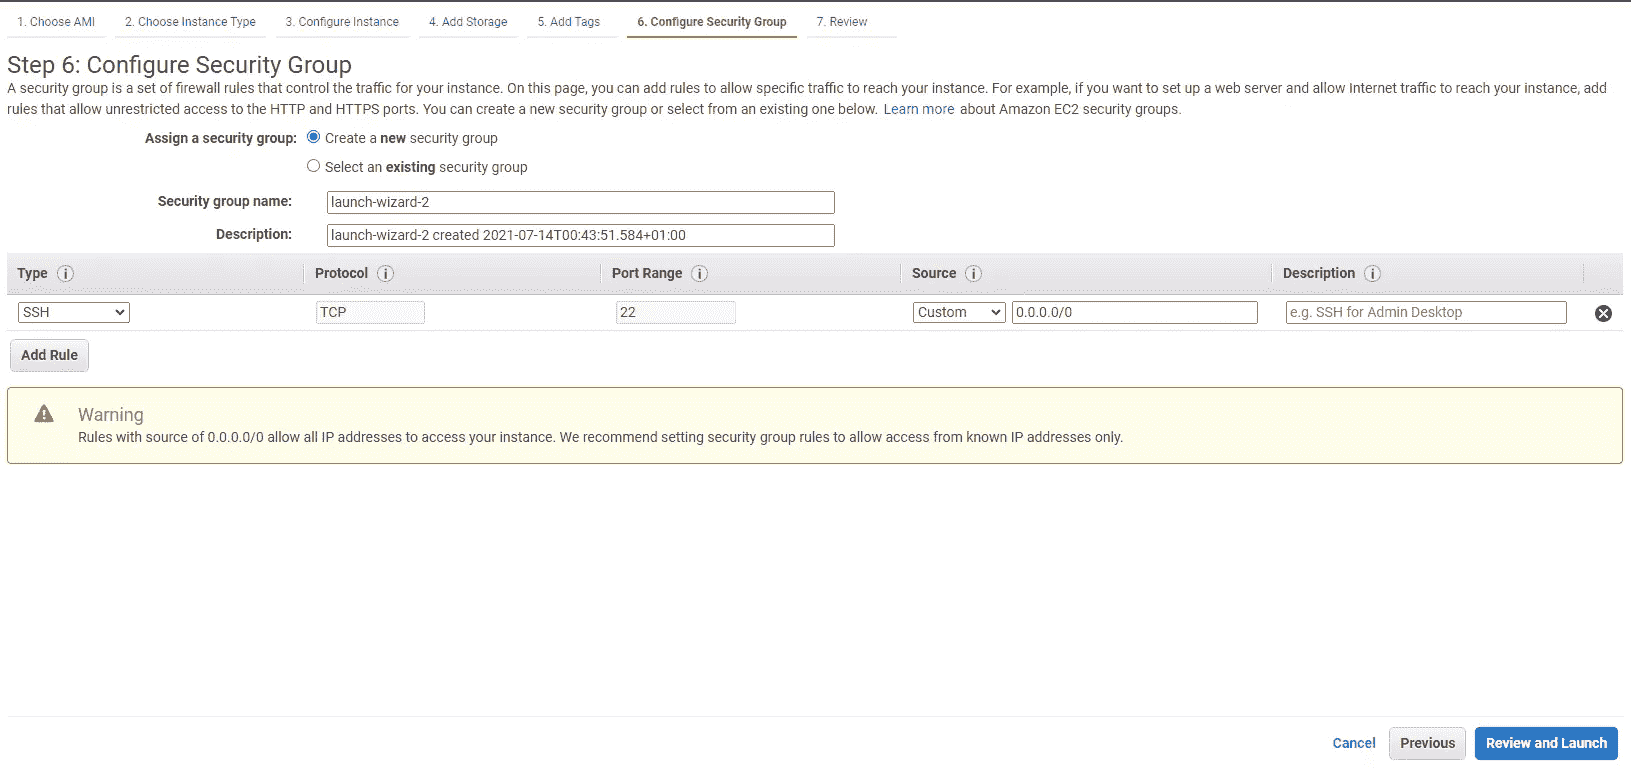 1. Choose AMI 2. Choose Instance Type 3. Configure Instance 4. Add Storage 5. Add Tags 6. Configure Security Group 7. Review
Step 6: Configure Security Group
A security group is a set of firewall rules that control the traffic for your instance. On this page, you can add rules to allow specific traffic to reach your instance. For example, if you want to set up a web server and allow Internet traffic to reach your instance, add
rules that allow unrestricted access to the HTTP and HTTPS ports. You can create a new security group or select from an existing one below. Learn more about Amazon EC2 security groups.
Assign a security group: Create a new security group
Select an existing security group
Security group name: launch-wizard-2
Description: launch-wizard-2 created 2021-07-14T00:43:51.584+01:00
Type i Protocol i Port Range i Source i Description i
SSH TCP 22 Custom 0.0.0.0/0 e.g. SSH for Admin Desktop
Add Rule
Warning
Rules with source of 0.0.0.0/0 allow all IP addresses to access your instance. We recommend setting security group rules to allow access from known IP addresses only.
Cancel Previous Review and Launch